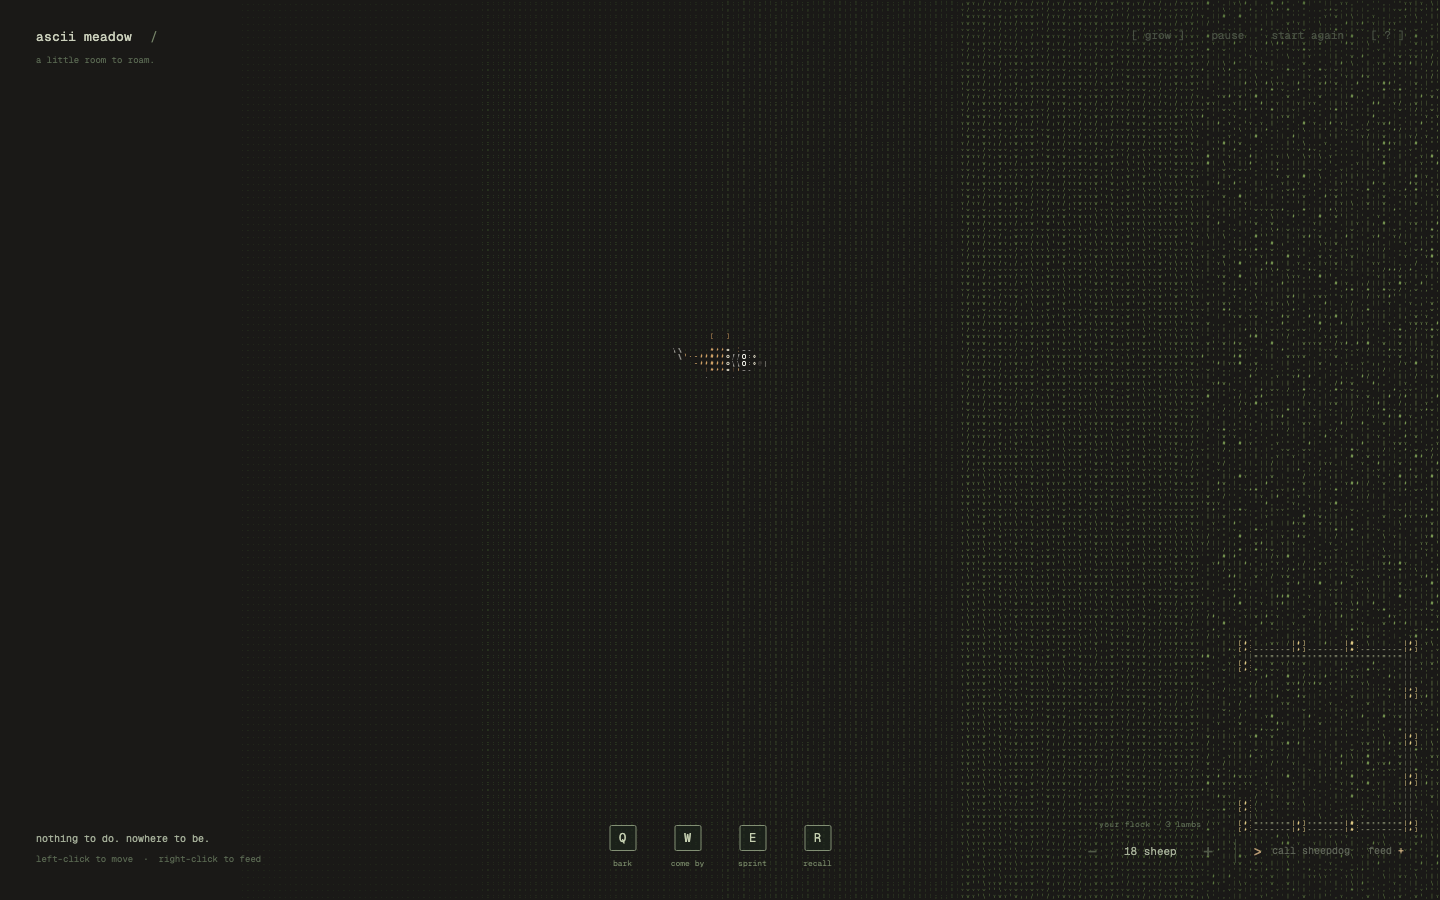 ascii meadow /
[ grow ] pause start again [ ? ]
a little room to roam.
your flock · 3 lambs
nothing to do. nowhere to be.
left-click to move · right-click to feed
Q W E R
bark come by sprint recall
— 18 sheep +
> call sheepdog feed +